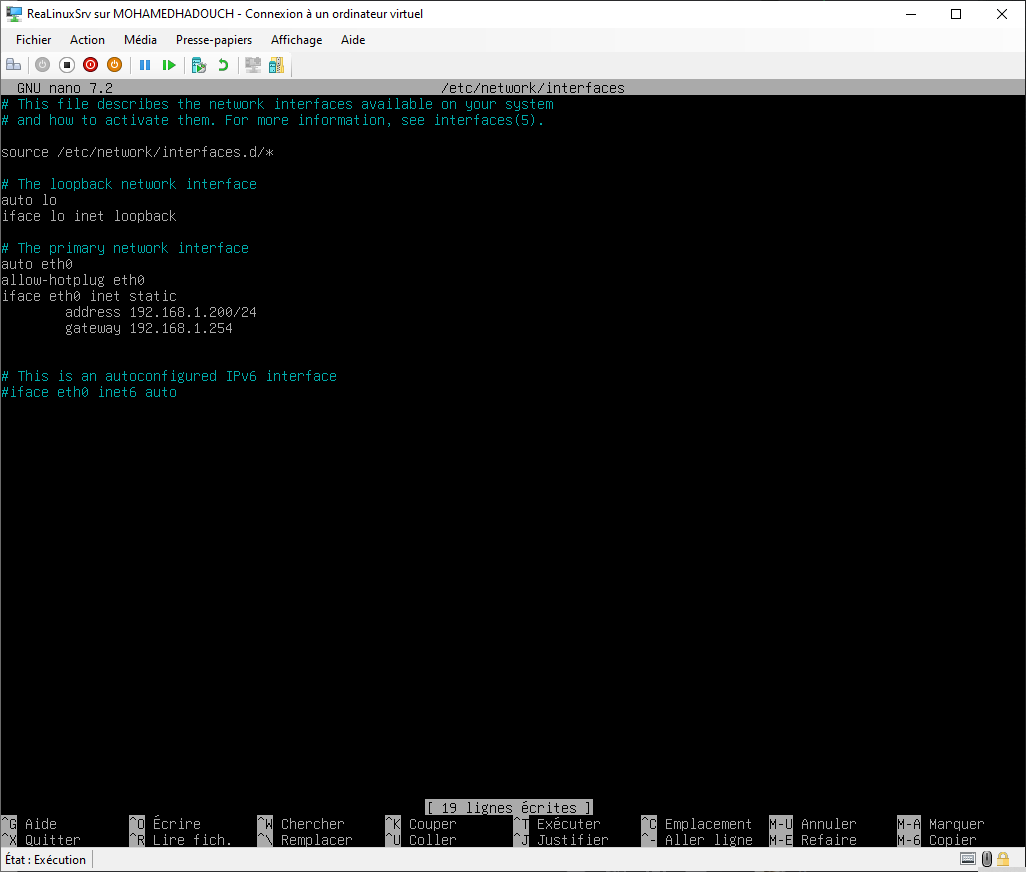 ReaLinuxSrv sur MOHAMEDHADOUCH - Connexion à un ordinateur virtuel
Fichier Action Média Presse-papiers Affichage Aide
GNU nano 7.2 /etc/network/interfaces
# This file describes the network interfaces available on your system
# and how to activate them. For more information, see interfaces(5).
source /etc/network/interfaces.d/*
# The loopback network interface
auto lo
iface lo inet loopback
# The primary network interface
auto eth0
allow-hotplug eth0
iface eth0 inet static
address 192.168.1.200/24
gateway 192.168.1.254
# This is an autoconfigured IPv6 interface
#iface eth0 inet6 auto
[ 19 lignes écrites ]
^G Aide ^O Écrire ^W Chercher ^K Couper ^T Exécuter ^C Emplacement M-U Annuler M-A Marquer
^X Quitter ^R Lire fich. ^\ Remplacer ^U Coller ^J Justifier ^- Aller ligne M-E Refaire M-6 Copier
État : Exécution